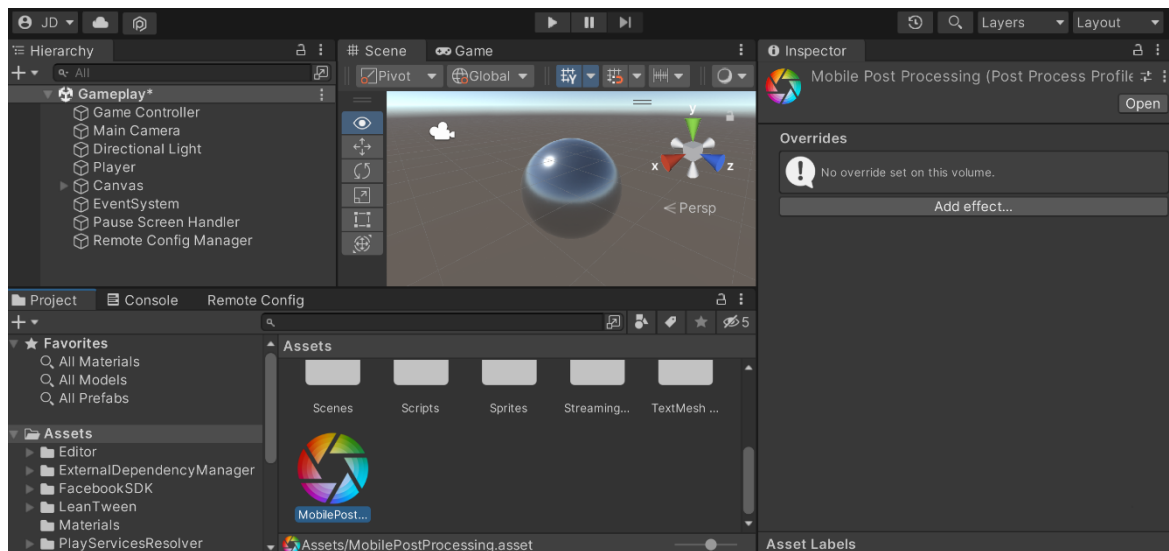 JD
Layers
Layout
Hierarchy
Scene
Game
Inspector
All
Pivot
Global
Mobile Post Processing (Post Process Profile
Open
Gameplay*
Game Controller
Main Camera
Directional Light
Player
Canvas
EventSystem
Pause Screen Handler
Remote Config Manager
y
x
z
Persp
Overrides
No override set on this volume.
Add effect...
Project
Console
Remote Config
5
Favorites
All Materials
All Models
All Prefabs
Assets
Editor
ExternalDependencyManager
FacebookSDK
LeanTween
Materials
PlayServicesResolver
Assets
Scenes
Scripts
Sprites
Streaming...
TextMesh ...
MobilePost...
Assets/MobilePostProcessing.asset
Asset Labels